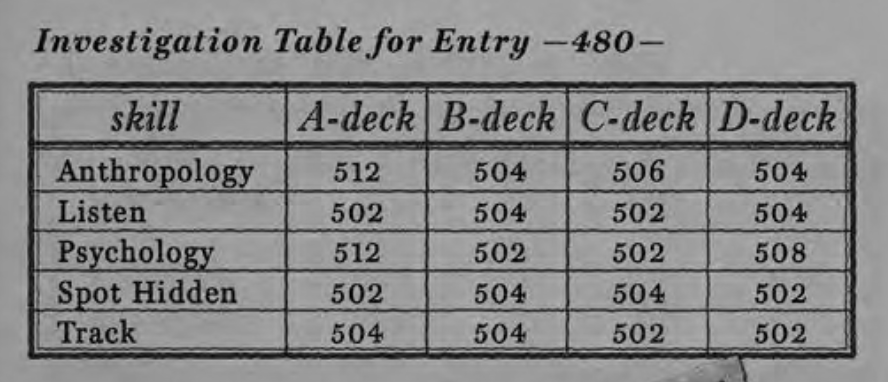 Investigation Table for Entry —480—
skill A-deck B-deck C-deck D-deck
Anthropology 512 504 506 504
Listen 502 504 502 504
Psychology 512 502 502 508
Spot Hidden 502 504 504 502
Track 504 504 502 502